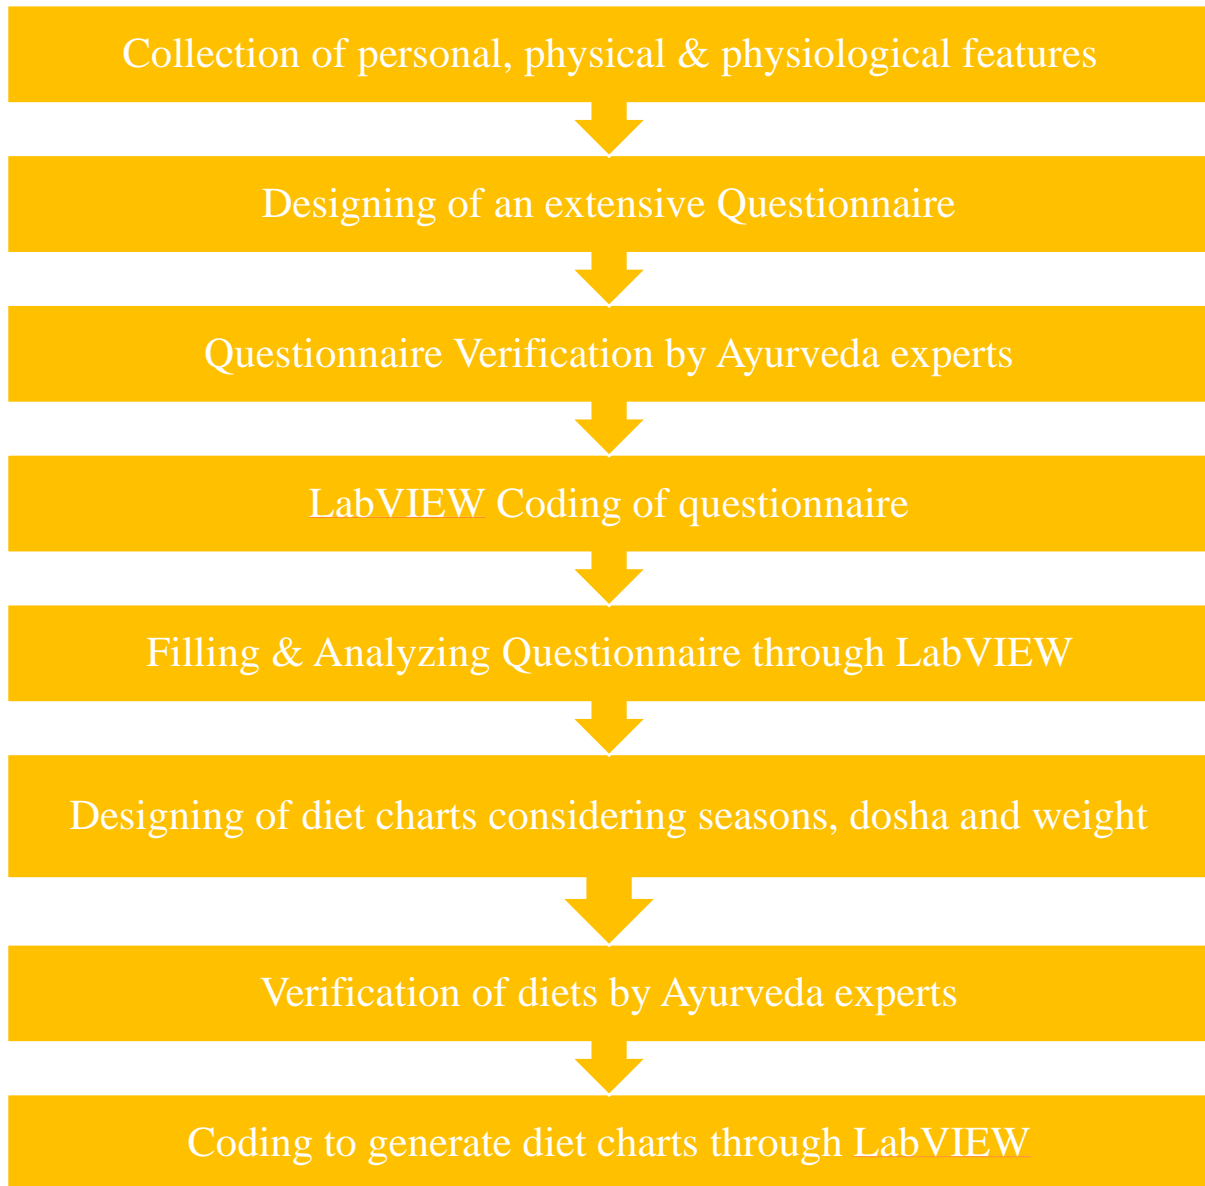 Collection of personal, physical & physiological features
Designing of an extensive Questionnaire
Questionnaire Verification by Ayurveda experts
LabVIEW Coding of questionnaire
Filling & Analyzing Questionnaire through LabVIEW
Designing of diet charts considering seasons, dosha and weight
Verification of diets by Ayurveda experts
Coding to generate diet charts through LabVIEW